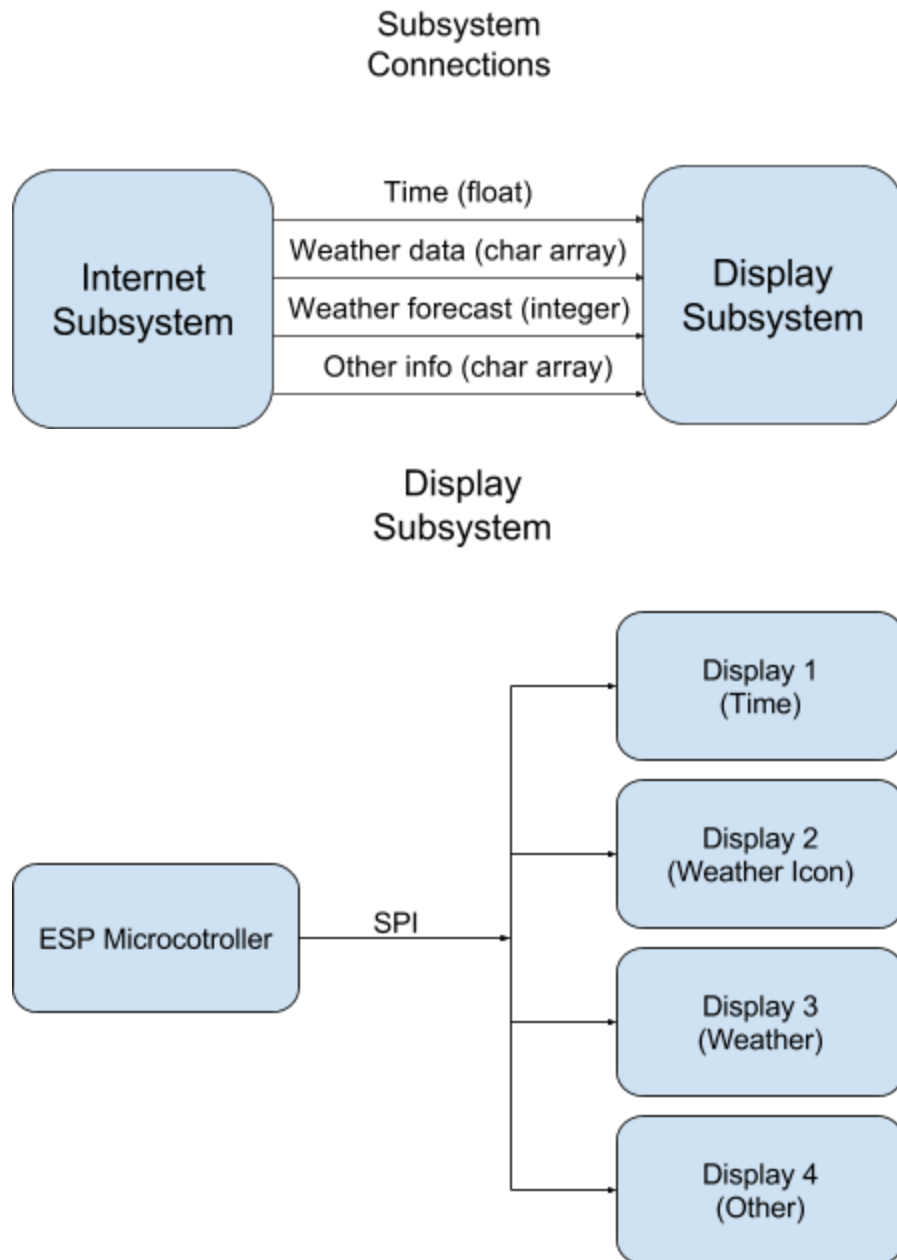 Subsystem
Connections
Time (float)
Weather data (char array)
Weather forecast (integer)
Other info (char array)
Internet
Subsystem
Display
Subsystem
Display
Subsystem
ESP Microcotroller
SPI
Display 1
(Time)
Display 2
(Weather Icon)
Display 3
(Weather)
Display 4
(Other)